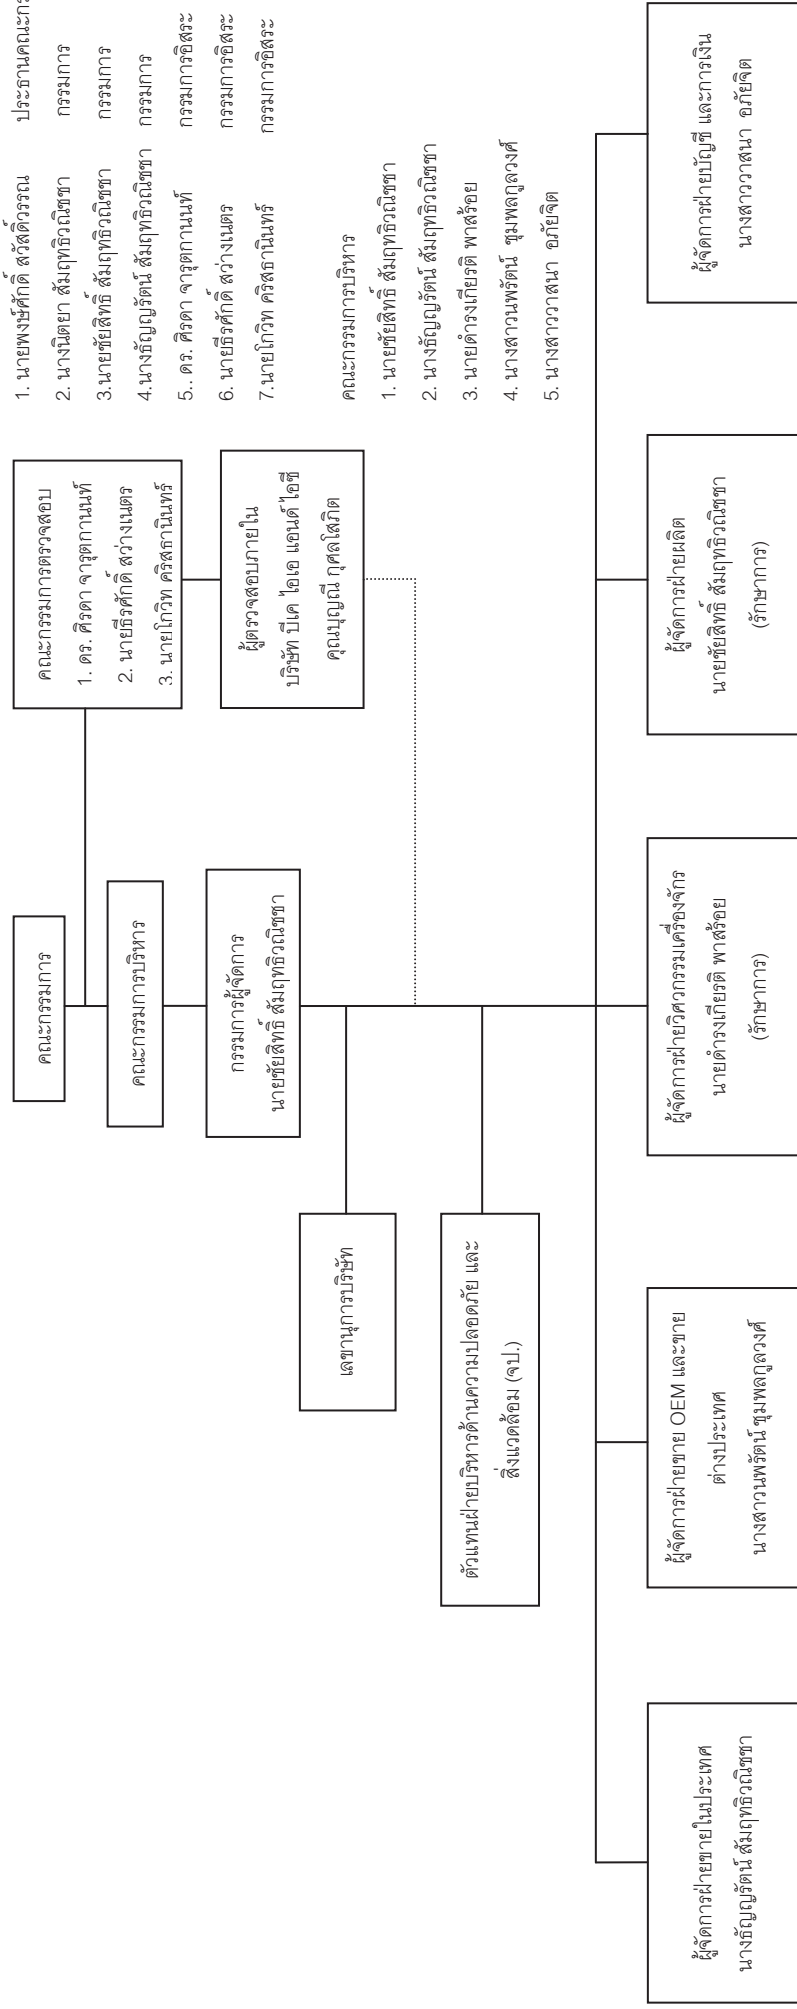 คณะกรรมการ
คณะกรรมการบริหาร
กรรมการผู้จัดการ
นายชัยสิทธิ์ สัมฤทธิวณิชชา
คณะกรรมการตรวจสอบ
1. ดร. ศิรดา จารุตกานนท์
2. นายธีรศักดิ์ สว่างเนตร
3. นายโกวิท คริสธานินทร์
ผู้ตรวจสอบภายใน
บริษัท บีเค ไอเอ แอนด์ ไอซี
คุณบุญณี กุศลโสภิต
1. นายพงษ์ศักดิ์ สวัสดิ์วรรณ ประธานคณะกร
2. นางนิตยา สัมฤทธิวณิชชา กรรมการ
3.นายชัยสิทธิ์ สัมฤทธิวณิชชา กรรมการ
4.นางธัญญรัตน์ สัมฤทธิวณิชชา กรรมการ
5.. ดร. ศิรดา จารุตกานนท์ กรรมการอิสระ
6. นายธีรศักดิ์ สว่างเนตร กรรมการอิสระ
7.นายโกวิท คริสธานินทร์ กรรมการอิสระ
คณะกรรมการบริหาร
1. นายชัยสิทธิ์ สัมฤทธิวณิชชา
2. นางธัญญรัตน์ สัมฤทธิวณิชชา
3. นายดำรงเกียรติ พาสร้อย
4. นางสาวนพรัตน์ ชุมพลกูลวงศ์
5. นางสาววาสนา อภัยจิต
เลขานุการบริษัท
ตัวแทนฝ่ายบริหารด้านความปลอดภัย และ
สิ่งแวดล้อม (จป.)
ผู้จัดการฝ่ายขายในประเทศ
นางธัญญรัตน์ สัมฤทธิวณิชชา
ผู้จัดการฝ่ายขาย OEM และขาย
ต่างประเทศ
นางสาวนพรัตน์ ชุมพลกูลวงศ์
ผู้จัดการฝ่ายวิศวกรรมเครื่องจักร
นายดำรงเกียรติ พาสร้อย
(รักษาการ)
ผู้จัดการฝ่ายผลิต
นายชัยสิทธิ์ สัมฤทธิวณิชชา
(รักษาการ)
ผู้จัดการฝ่ายบัญชี และการเงิน
นางสาววาสนา อภัยจิต